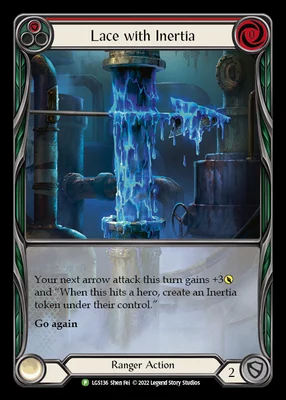 Lace with Inertia
Your next arrow attack this turn gains +3
and "When this hits a hero, create an Inertia
token under their control."
Go again
Ranger Action
2
P LGS136 Shen Fei © 2022 Legend Story Studios